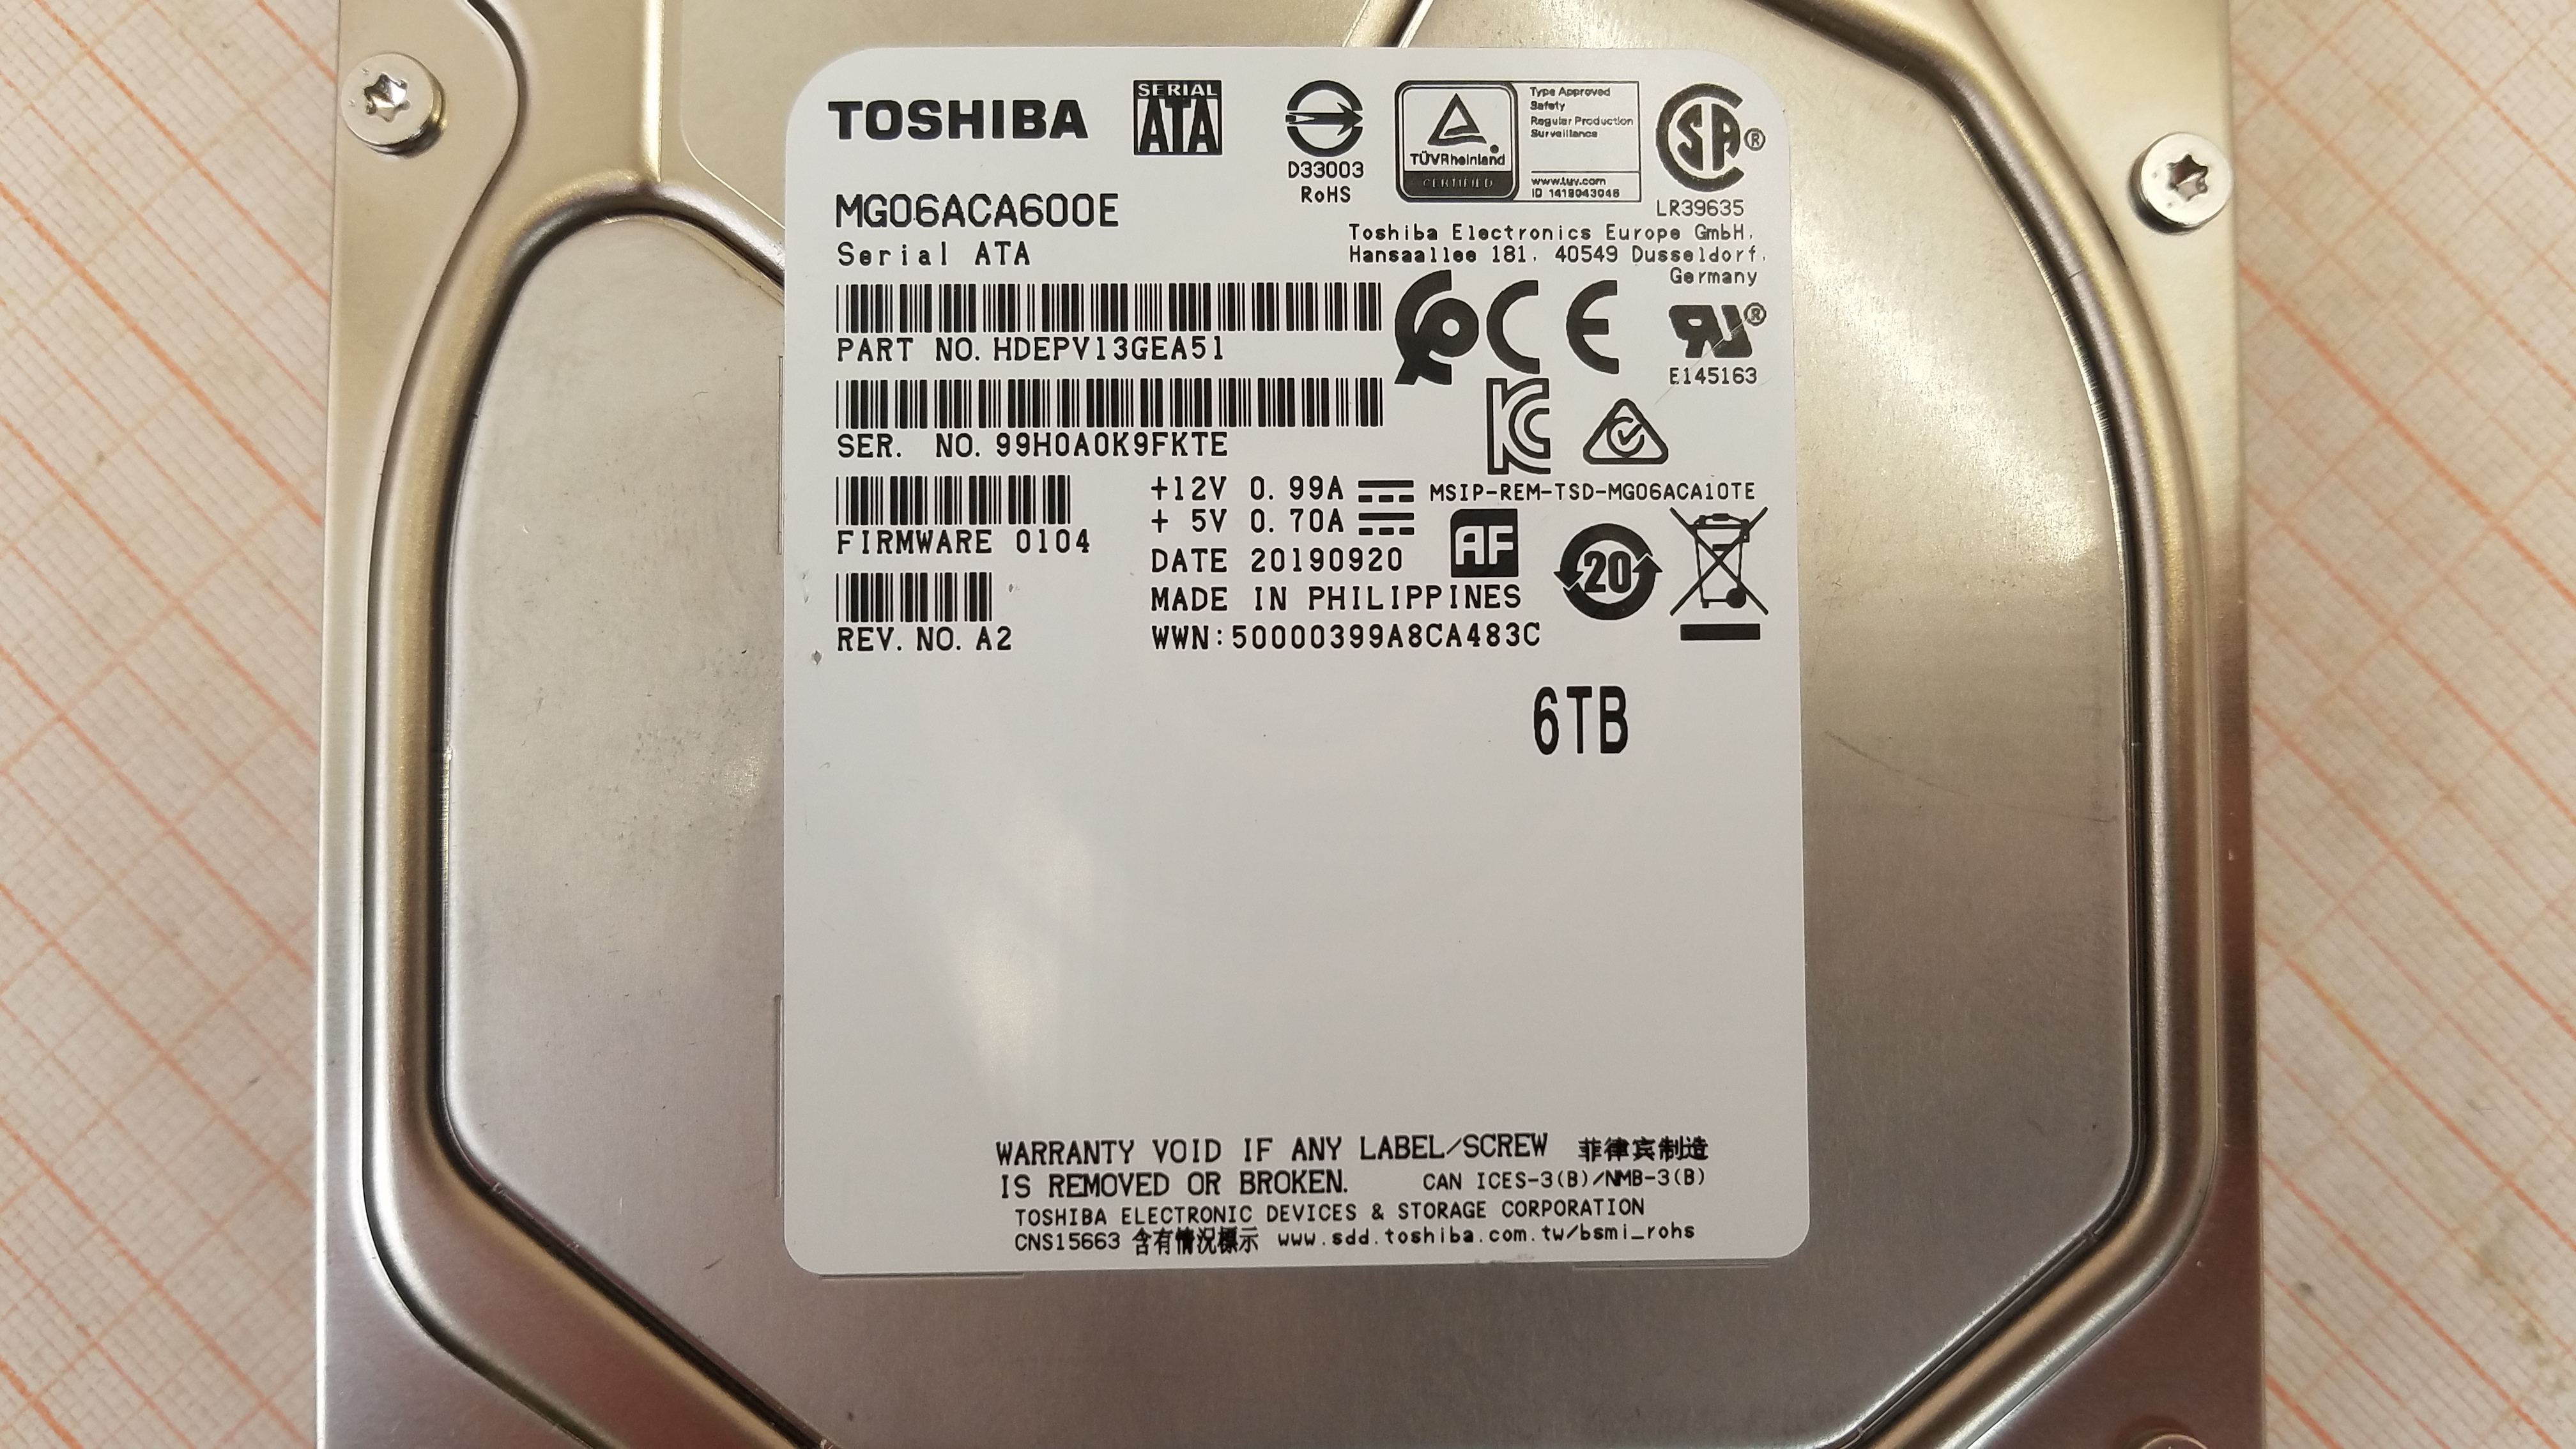 TOSHIBA
SERIAL
ATA
D33003
RoHS
TÜVRheinland
CERTIFIED
Type Approved
Safety
Regular Production
Surveillance
www.tuv.com
ID 1419043046
SA®
LR39635
MG06ACA600E
Serial ATA
Toshiba Electronics Europe GmbH,
Hansaallee 181, 40549 Dusseldorf,
Germany
PART NO. HDEPV13GEA51
CE
RU®
E145163
SER. NO. 99H0A0K9FKTE
KC
FIRMWARE 0104
+12V 0.99A
+ 5V 0.70A
MSIP-REM-TSD-MG06ACA10TE
AF
20
DATE 20190920
MADE IN PHILIPPINES
REV. NO. A2
WWN:50000399A8CA483C
6TB
WARRANTY VOID IF ANY LABEL/SCREW 菲律宾制造
IS REMOVED OR BROKEN. CAN ICES-3(B)/NMB-3(B)
TOSHIBA ELECTRONIC DEVICES & STORAGE CORPORATION
CNS15663 含有情況標示 www.sdd.toshiba.com.tw/bsmi_rohs